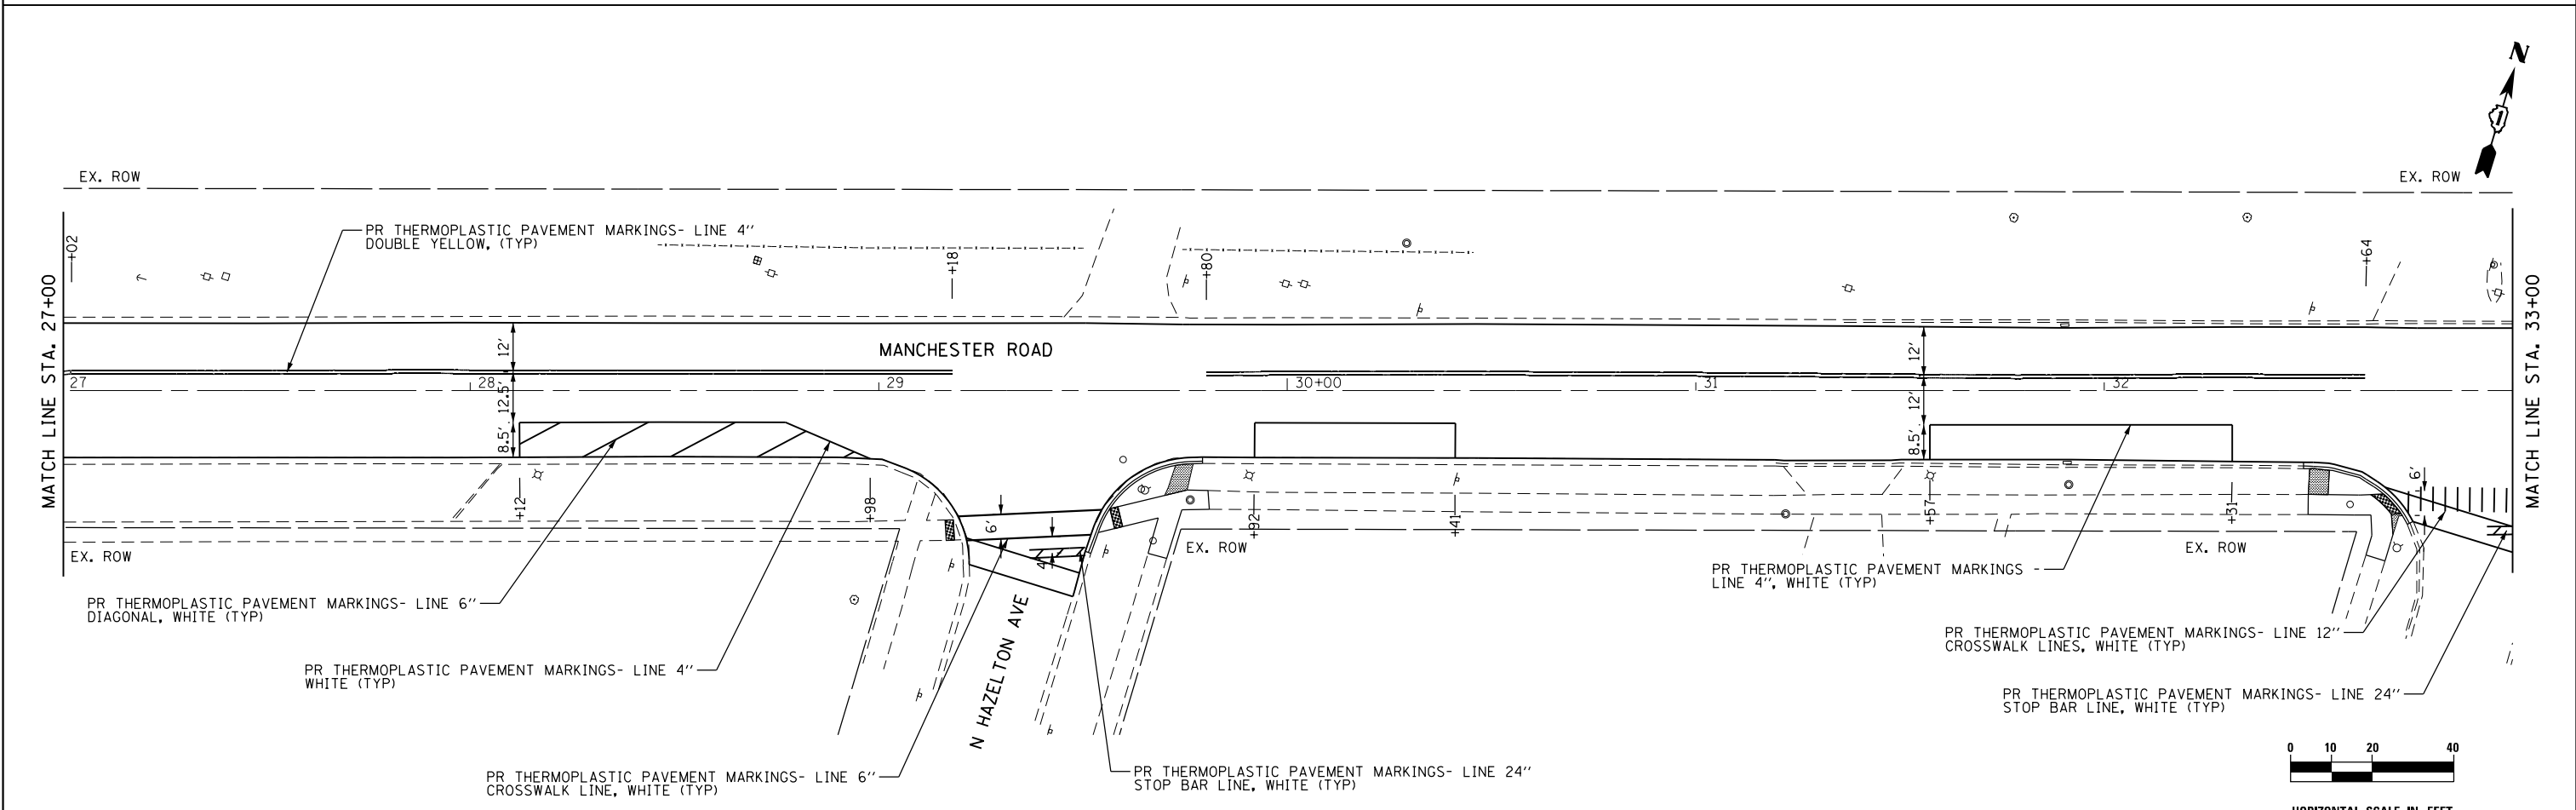 N
EX. ROW
EX. ROW
PR THERMOPLASTIC PAVEMENT MARKINGS- LINE 4"
DOUBLE YELLOW, (TYP)
+02
+18
+80
+64
MATCH LINE STA. 27+00
MATCH LINE STA. 33+00
12'
MANCHESTER ROAD
12'
27
28
29
30+00
31
32
12.5'
12'
8.5'
8.5'
6'
+12
+98
+92
+41
+57
+31
6'
4'
EX. ROW
EX. ROW
EX. ROW
PR THERMOPLASTIC PAVEMENT MARKINGS -
LINE 4", WHITE (TYP)
PR THERMOPLASTIC PAVEMENT MARKINGS- LINE 6"
DIAGONAL, WHITE (TYP)
N HAZELTON AVE
PR THERMOPLASTIC PAVEMENT MARKINGS- LINE 12"
CROSSWALK LINES, WHITE (TYP)
PR THERMOPLASTIC PAVEMENT MARKINGS- LINE 4"
WHITE (TYP)
PR THERMOPLASTIC PAVEMENT MARKINGS- LINE 24"
STOP BAR LINE, WHITE (TYP)
PR THERMOPLASTIC PAVEMENT MARKINGS- LINE 6"
CROSSWALK LINE, WHITE (TYP)
PR THERMOPLASTIC PAVEMENT MARKINGS- LINE 24"
STOP BAR LINE, WHITE (TYP)
0 10 20 40
HORIZONTAL SCALE IN FEET